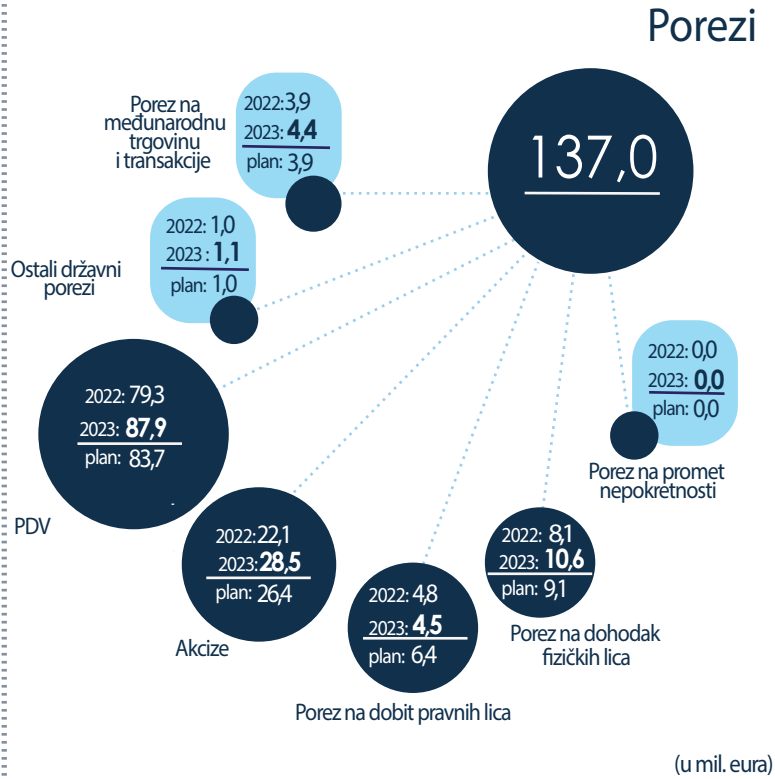 Porezi
137,0
Porez na
međunarodnu
trgovinu
i transakcije
2022:3,9
2023: 4,4
plan: 3,9
Ostali državni
porezi
2022: 1,0
2023 : 1,1
plan: 1,0
2022: 79,3
2023: 87,9
plan: 83,7
PDV
2022:22,1
2023:28,5
plan: 26,4
Akcize
2022: 4,8
2023: 4,5
plan: 6,4
Porez na dobit pravnih lica
2022: 8,1
2023: 10,6
plan: 9,1
Porez na dohodak
fizičkih lica
2022: 0,0
2023: 0,0
plan: 0,0
Porez na promet
nepokretnosti
(u mil. eura)